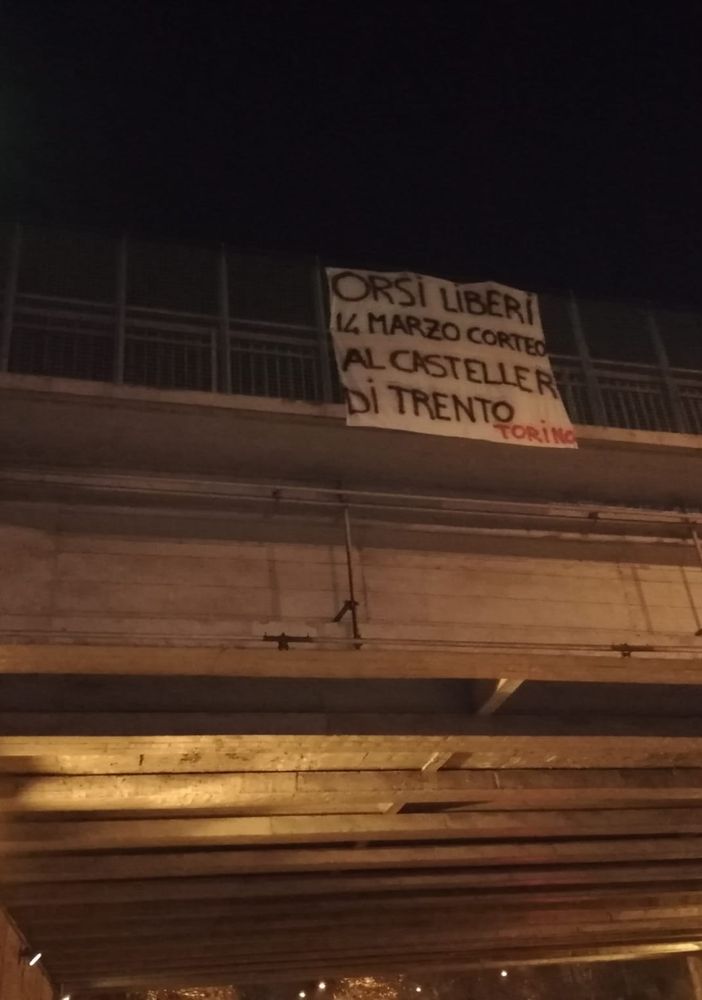 ORSi LiBERi
14 MARZO CORTEO
AL CASTELLER
Di TRENTO
TORiNO